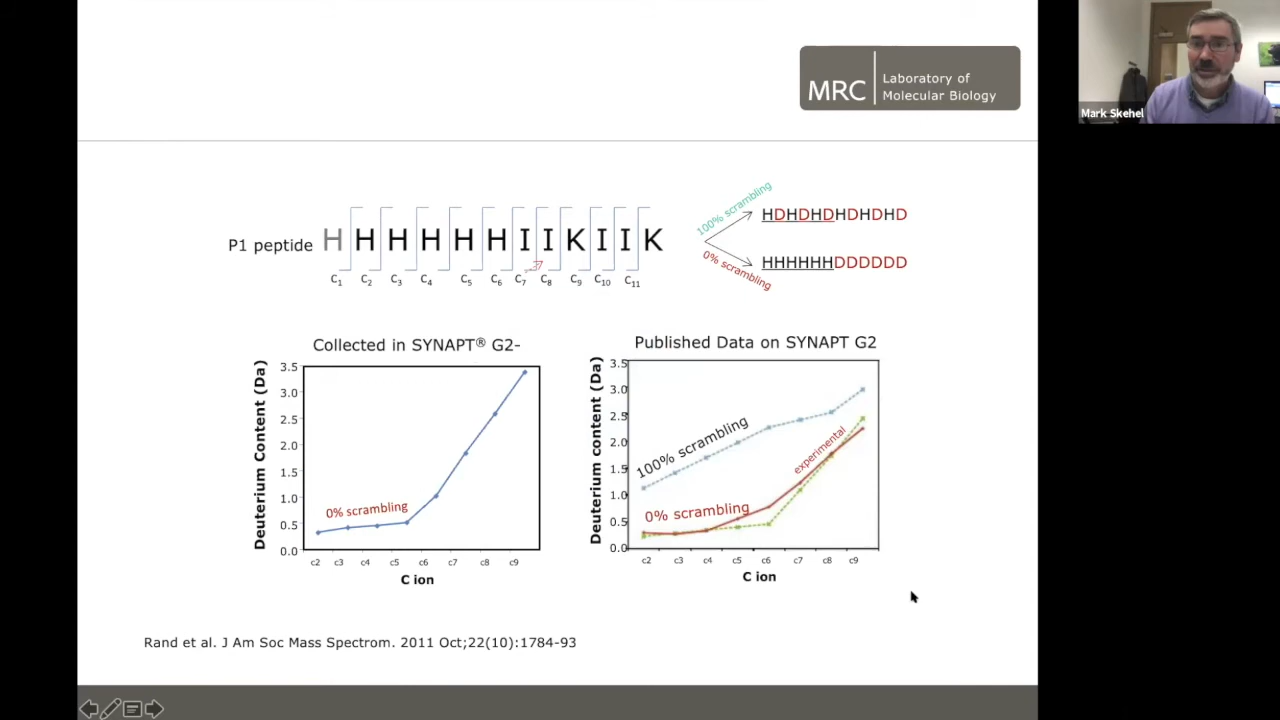 MRC
Laboratory of
Molecular Biology
Mark Skehel
P1 peptide
H H H H H H I I K I I K
C1 C2 C3 C4 C5 C6 C7 C8 C9 C10 C11
100% scrambling
HDHDHDHDHDHD
0% scrambling
HHHHHHDDDDDD
Collected in SYNAPT® G2-
Deuterium Content (Da)
3.5
3.0
2.5
2.0
1.5
1.0
0.5
0.0
0% scrambling
c2 c3 c4 c5 c6 c7 c8 c9
C ion
Published Data on SYNAPT G2
Deuterium content (Da)
3.5
3.0
2.5
2.0
1.5
1.0
0.5
0.0
100% scrambling
experimental
0% scrambling
c2 c3 c4 c5 c6 c7 c8 c9
C ion
Rand et al. J Am Soc Mass Spectrom. 2011 Oct;22(10):1784-93